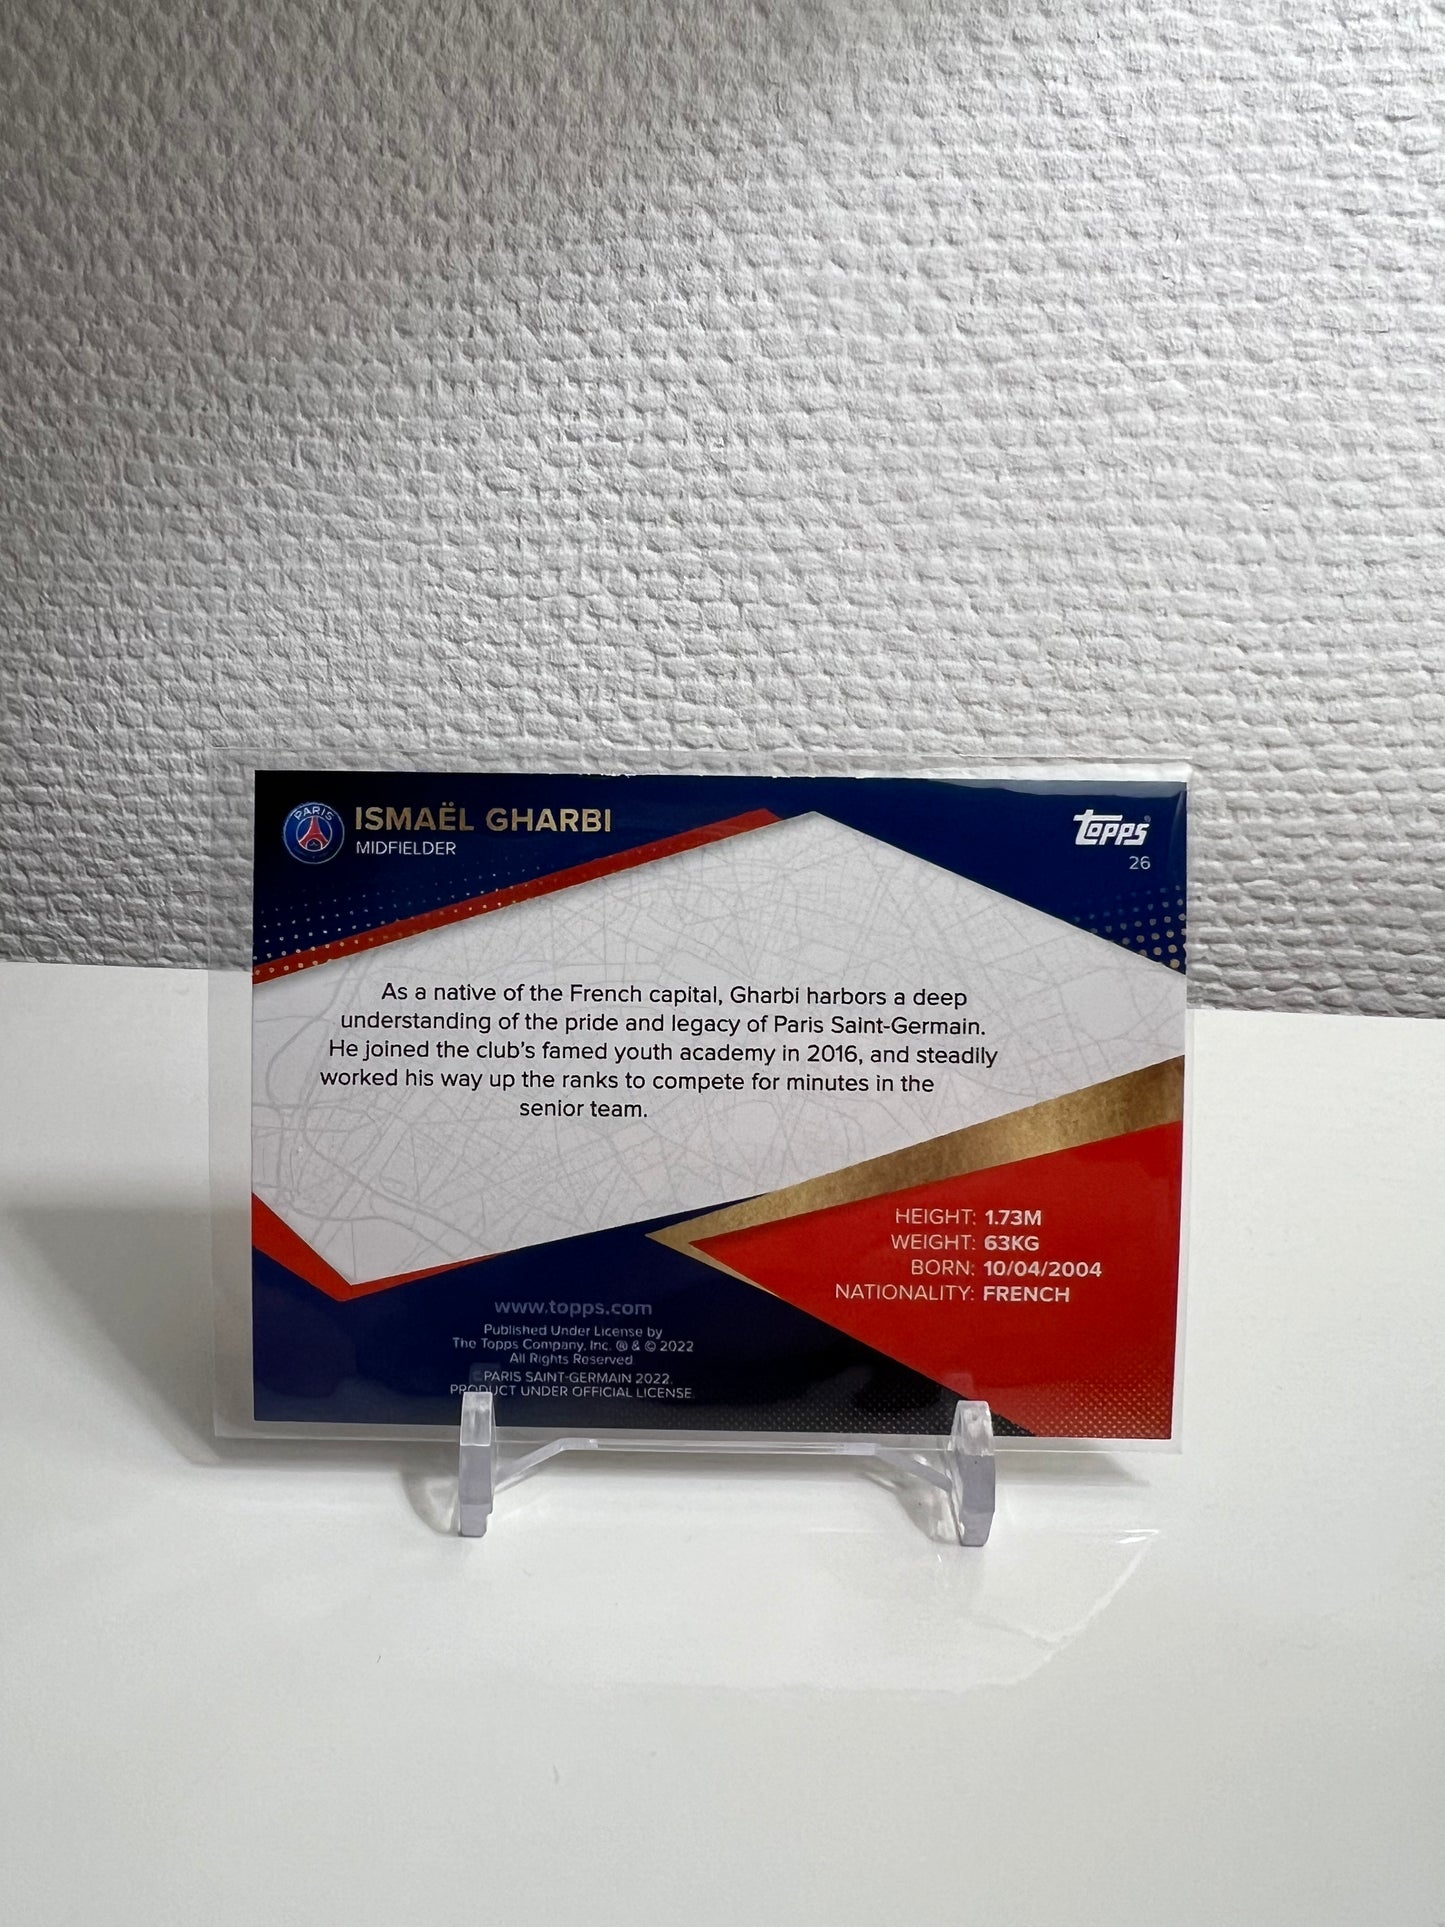 PARIS
ISMAËL GHARBI
MIDFIELDER
TOPPS
26
As a native of the French capital, Gharbi harbors a deep
understanding of the pride and legacy of Paris Saint-Germain.
He joined the club's famed youth academy in 2016, and steadily
worked his way up the ranks to compete for minutes in the
senior team.
HEIGHT: 1.73M
WEIGHT: 63KG
BORN: 10/04/2004
NATIONALITY: FRENCH
www.topps.com
Published Under License by
The Topps Company, Inc. ® & © 2022
All Rights Reserved
©PARIS SAINT-GERMAIN 2022.
PRODUCT UNDER OFFICIAL LICENSE.